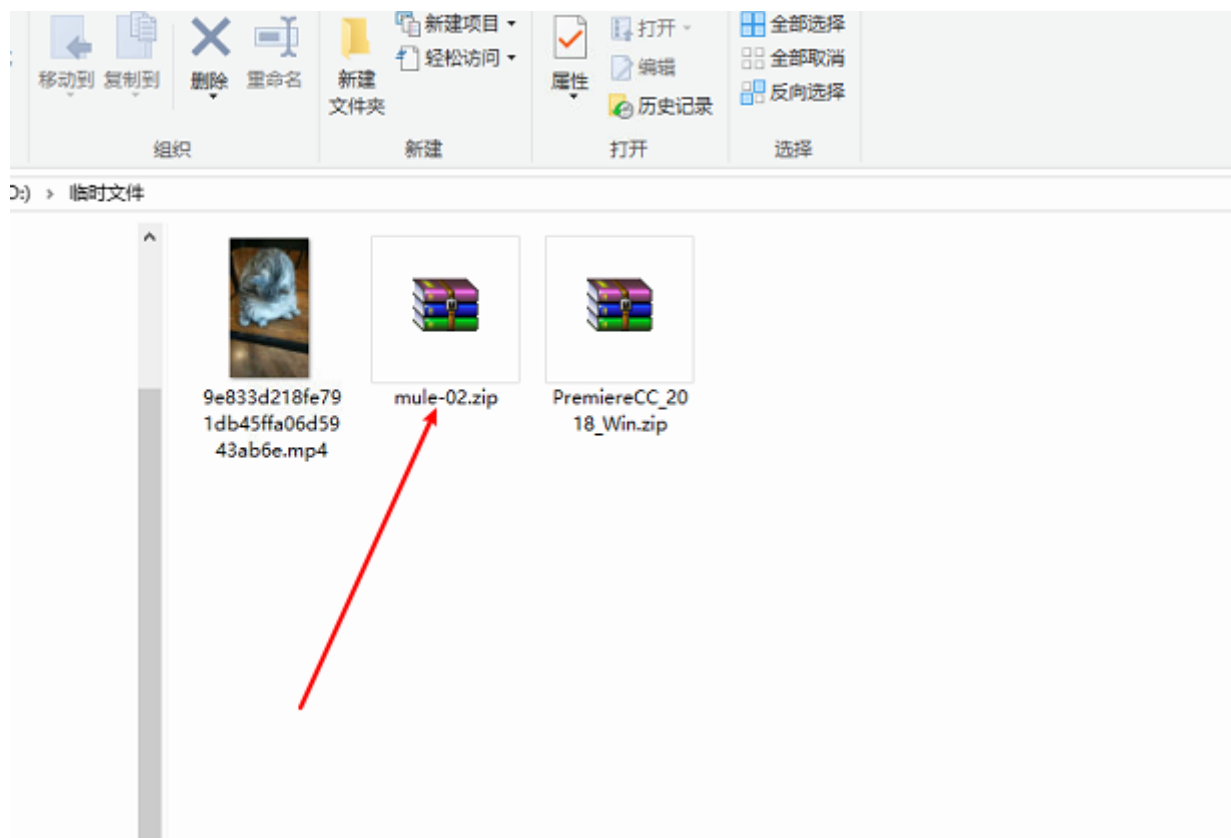 新建项目
打开
全部选择
轻松访问
编辑
全部取消
移动到 复制到 删除 重命名 新建
文件夹
属性
历史记录
反向选择
组织 新建 打开 选择
D:) › 临时文件
9e833d218fe79
1db45ffa06d59
43ab6e.mp4
mule-02.zip
PremiereCC_20
18_Win.zip